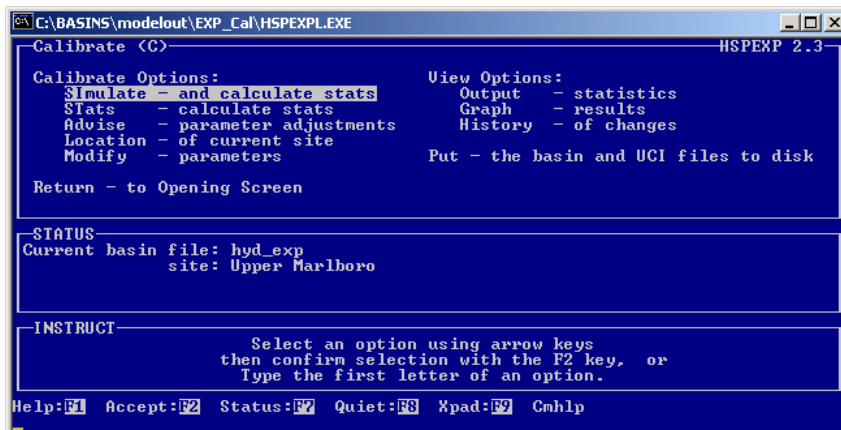 C:\BASINS\modelout\EXP_Cal\HSPEXPL.EXE
Calibrate (C) HSPEXP 2.3
Calibrate Options: View Options:
SImulate - and calculate stats Output - statistics
STats - calculate stats Graph - results
Advise - parameter adjustments History - of changes
Location - of current site
Modify - parameters Put - the basin and UCI files to disk
Return - to Opening Screen
STATUS
Current basin file: hyd_exp
site: Upper Marlboro
INSTRUCT
Select an option using arrow keys
then confirm selection with the F2 key, or
Type the first letter of an option.
Help:F1 Accept:F2 Status:F7 Quiet:F8 Xpad:F9 Cmhlp